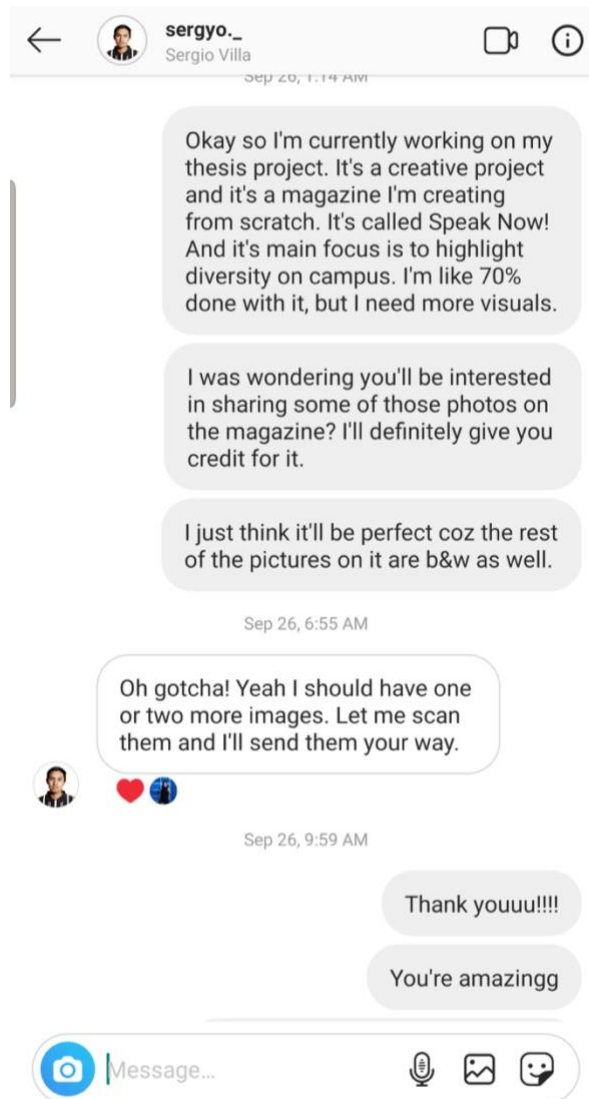 sergyo._
Sergio Villa
Sep 26, 1:14 AM
Okay so I'm currently working on my
thesis project. It's a creative project
and it's a magazine I'm creating
from scratch. It's called Speak Now!
And it's main focus is to highlight
diversity on campus. I'm like 70%
done with it, but I need more visuals.
I was wondering you'll be interested
in sharing some of those photos on
the magazine? I'll definitely give you
credit for it.
I just think it'll be perfect coz the rest
of the pictures on it are b&w as well.
Sep 26, 6:55 AM
Oh gotcha! Yeah I should have one
or two more images. Let me scan
them and I'll send them your way.
Sep 26, 9:59 AM
Thank youuu!!!!
You're amazingg
Message...